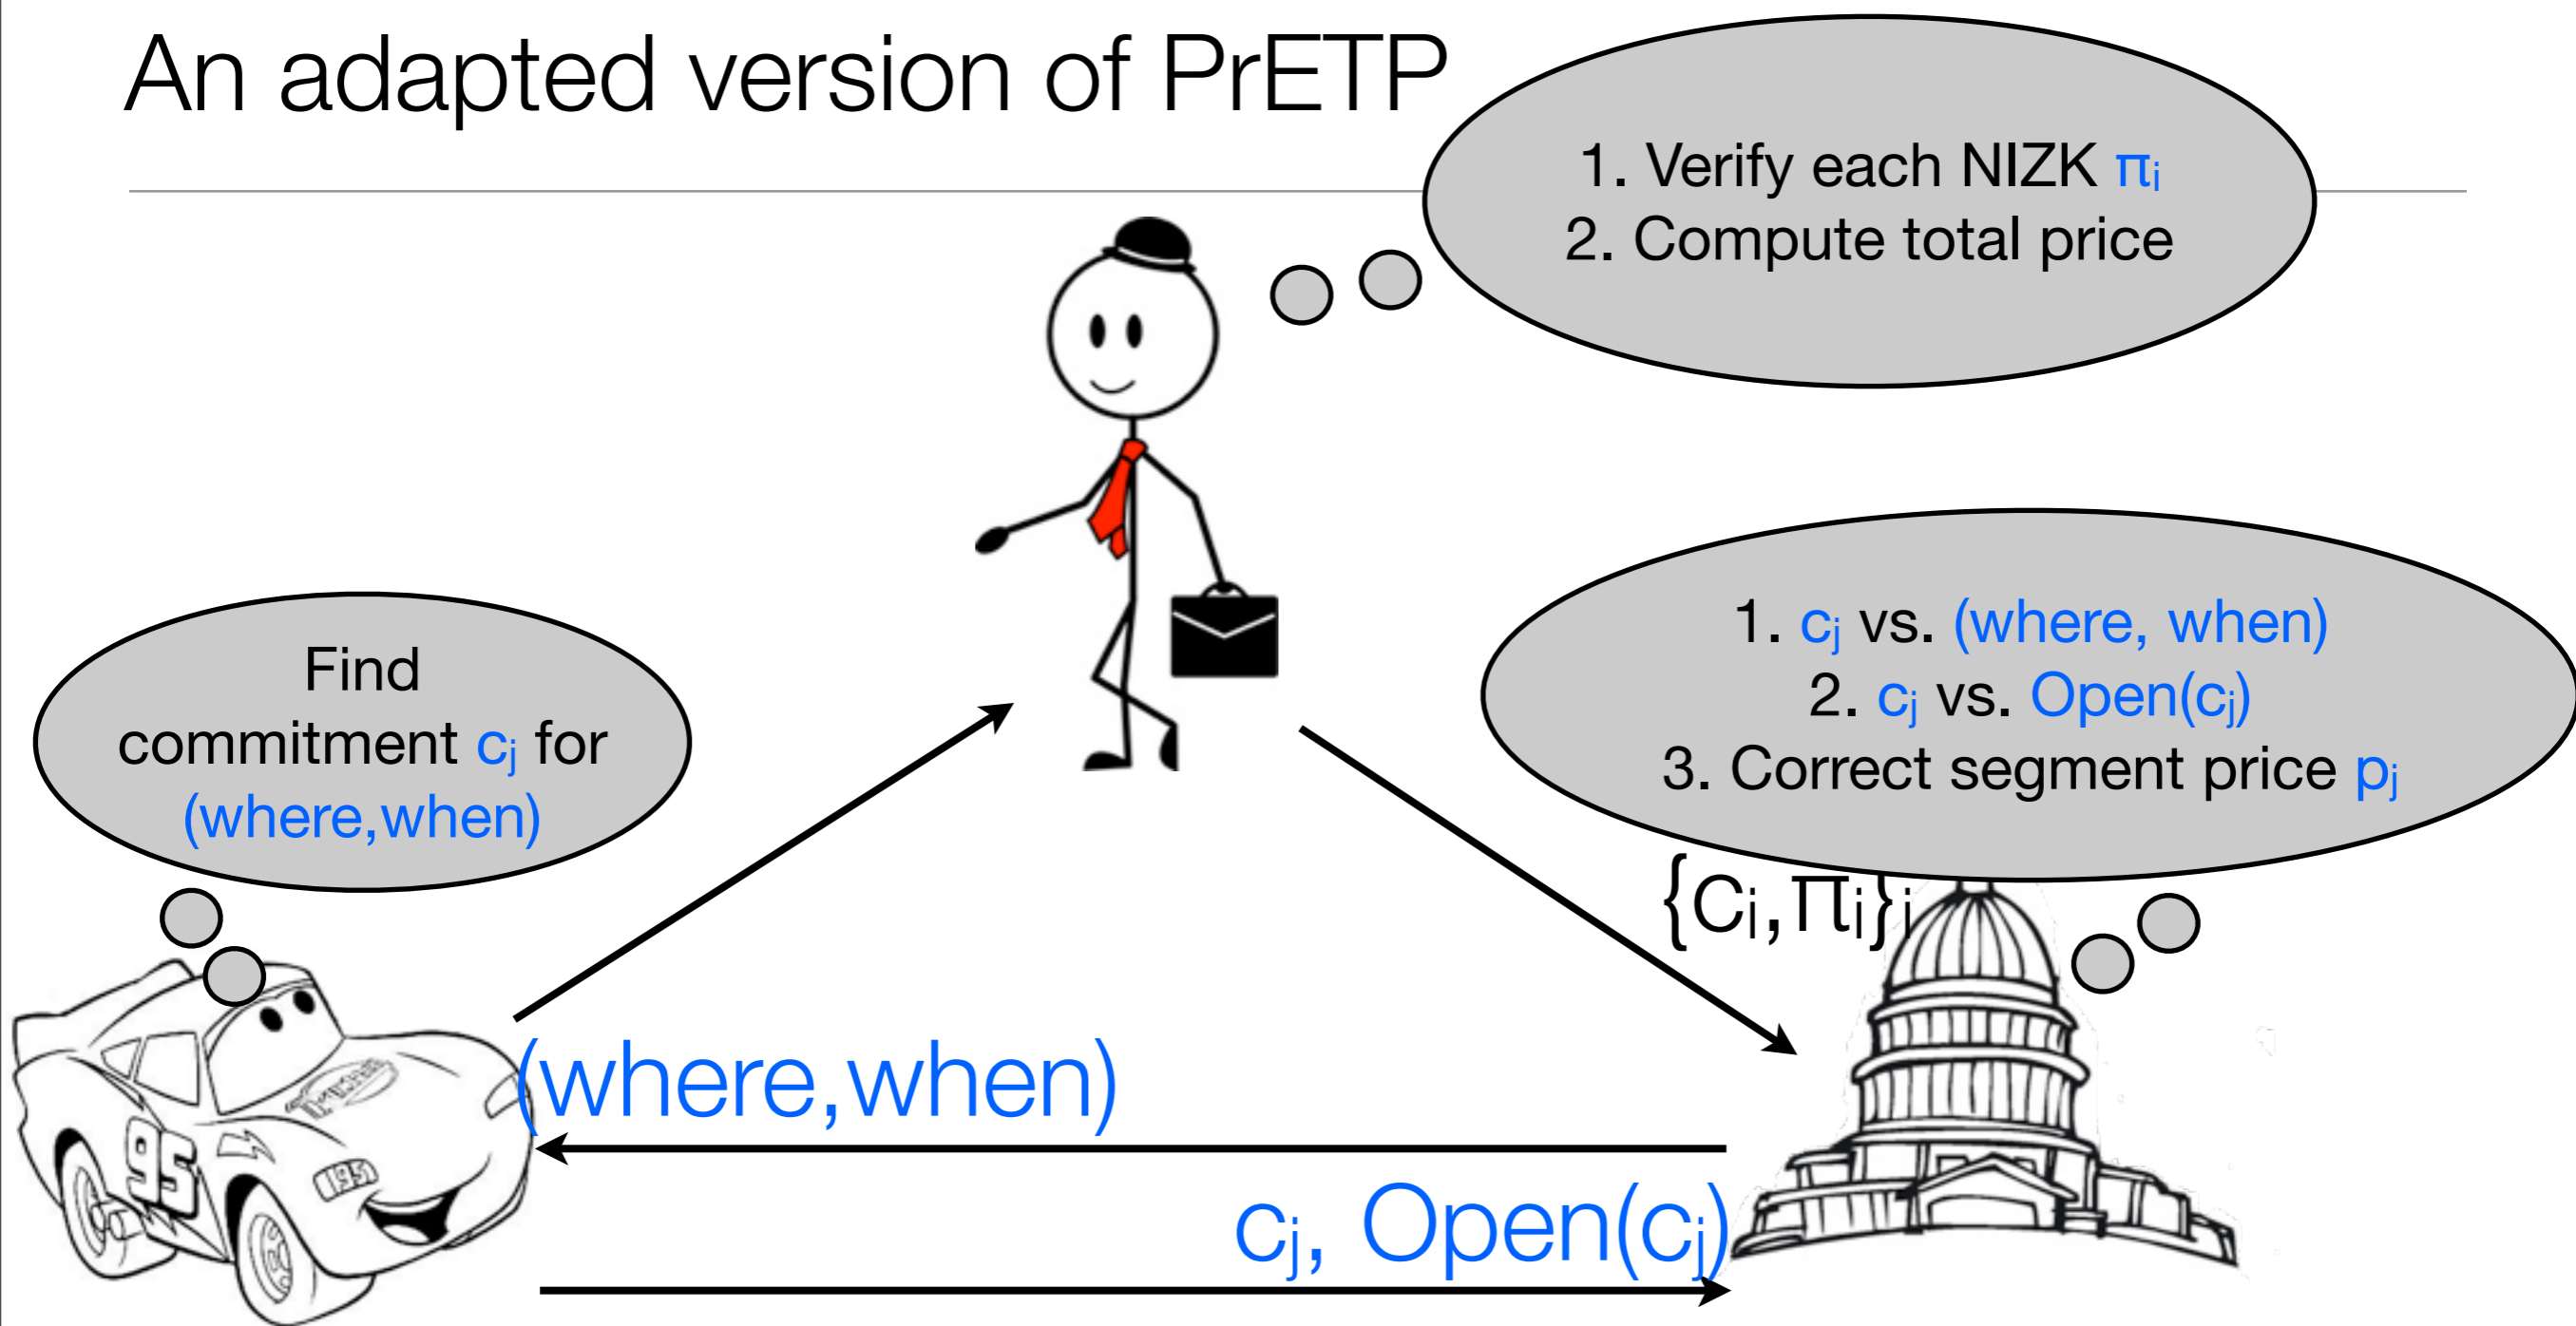 An adapted version of PrETP
1. Verify each NIZK πi
2. Compute total price
Find
commitment cj for
(where,when)
1. cj vs. (where, when)
2. cj vs. Open(cj)
3. Correct segment price pj
{ci,πi}i
(where,when)
cj, Open(cj)
95
195